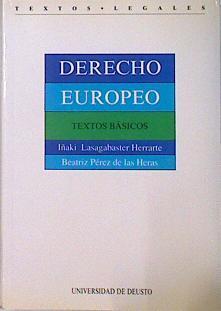 TEXTOS • LEGALES
DERECHO
EUROPEO
TEXTOS BÁSICOS
Iñaki Lasagabaster Herrarte
Beatriz Pérez de las Heras
UNIVERSIDAD DE DEUSTO